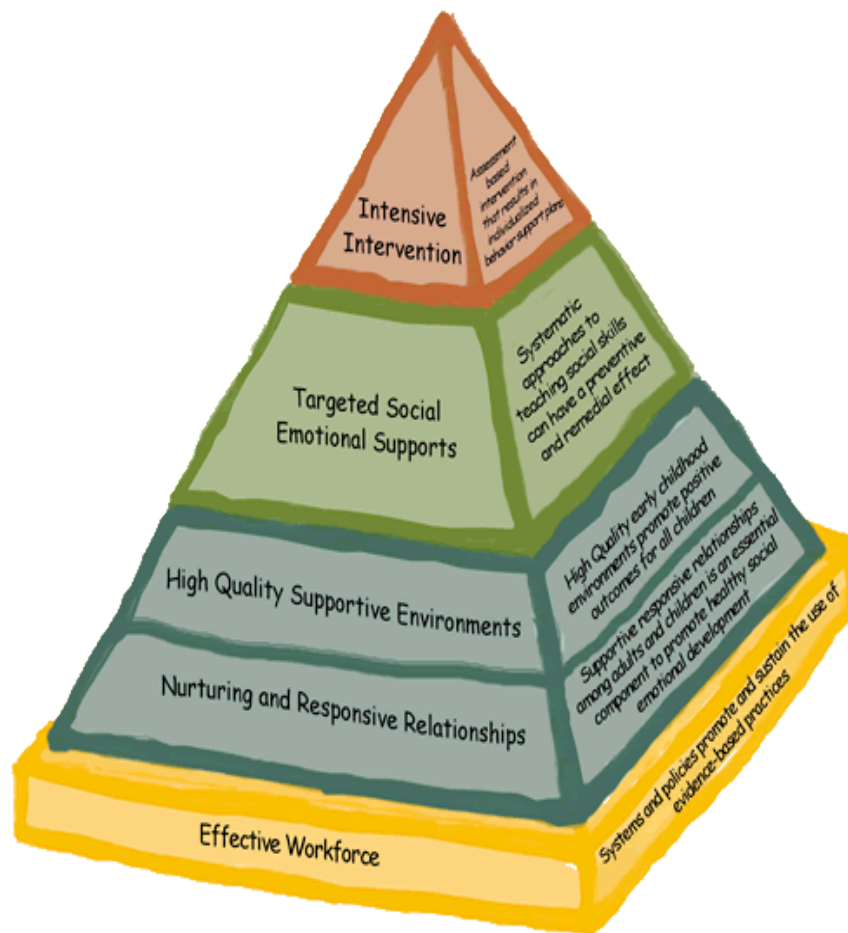 Intensive
Intervention
Assessment
based
intervention
that results in
individualized
behavior support plans
Targeted Social
Emotional Supports
Systematic
approaches to
teaching social skills
can have a preventive
and remedial effect
High Quality Supportive Environments
High Quality early childhood
environments promote positive
outcomes for all children
Nurturing and Responsive Relationships
Supportive responsive relationships
among adults and children is an essential
component to promote healthy social
emotional development
Effective Workforce
Systems and policies promote and sustain the use of
evidence-based practices